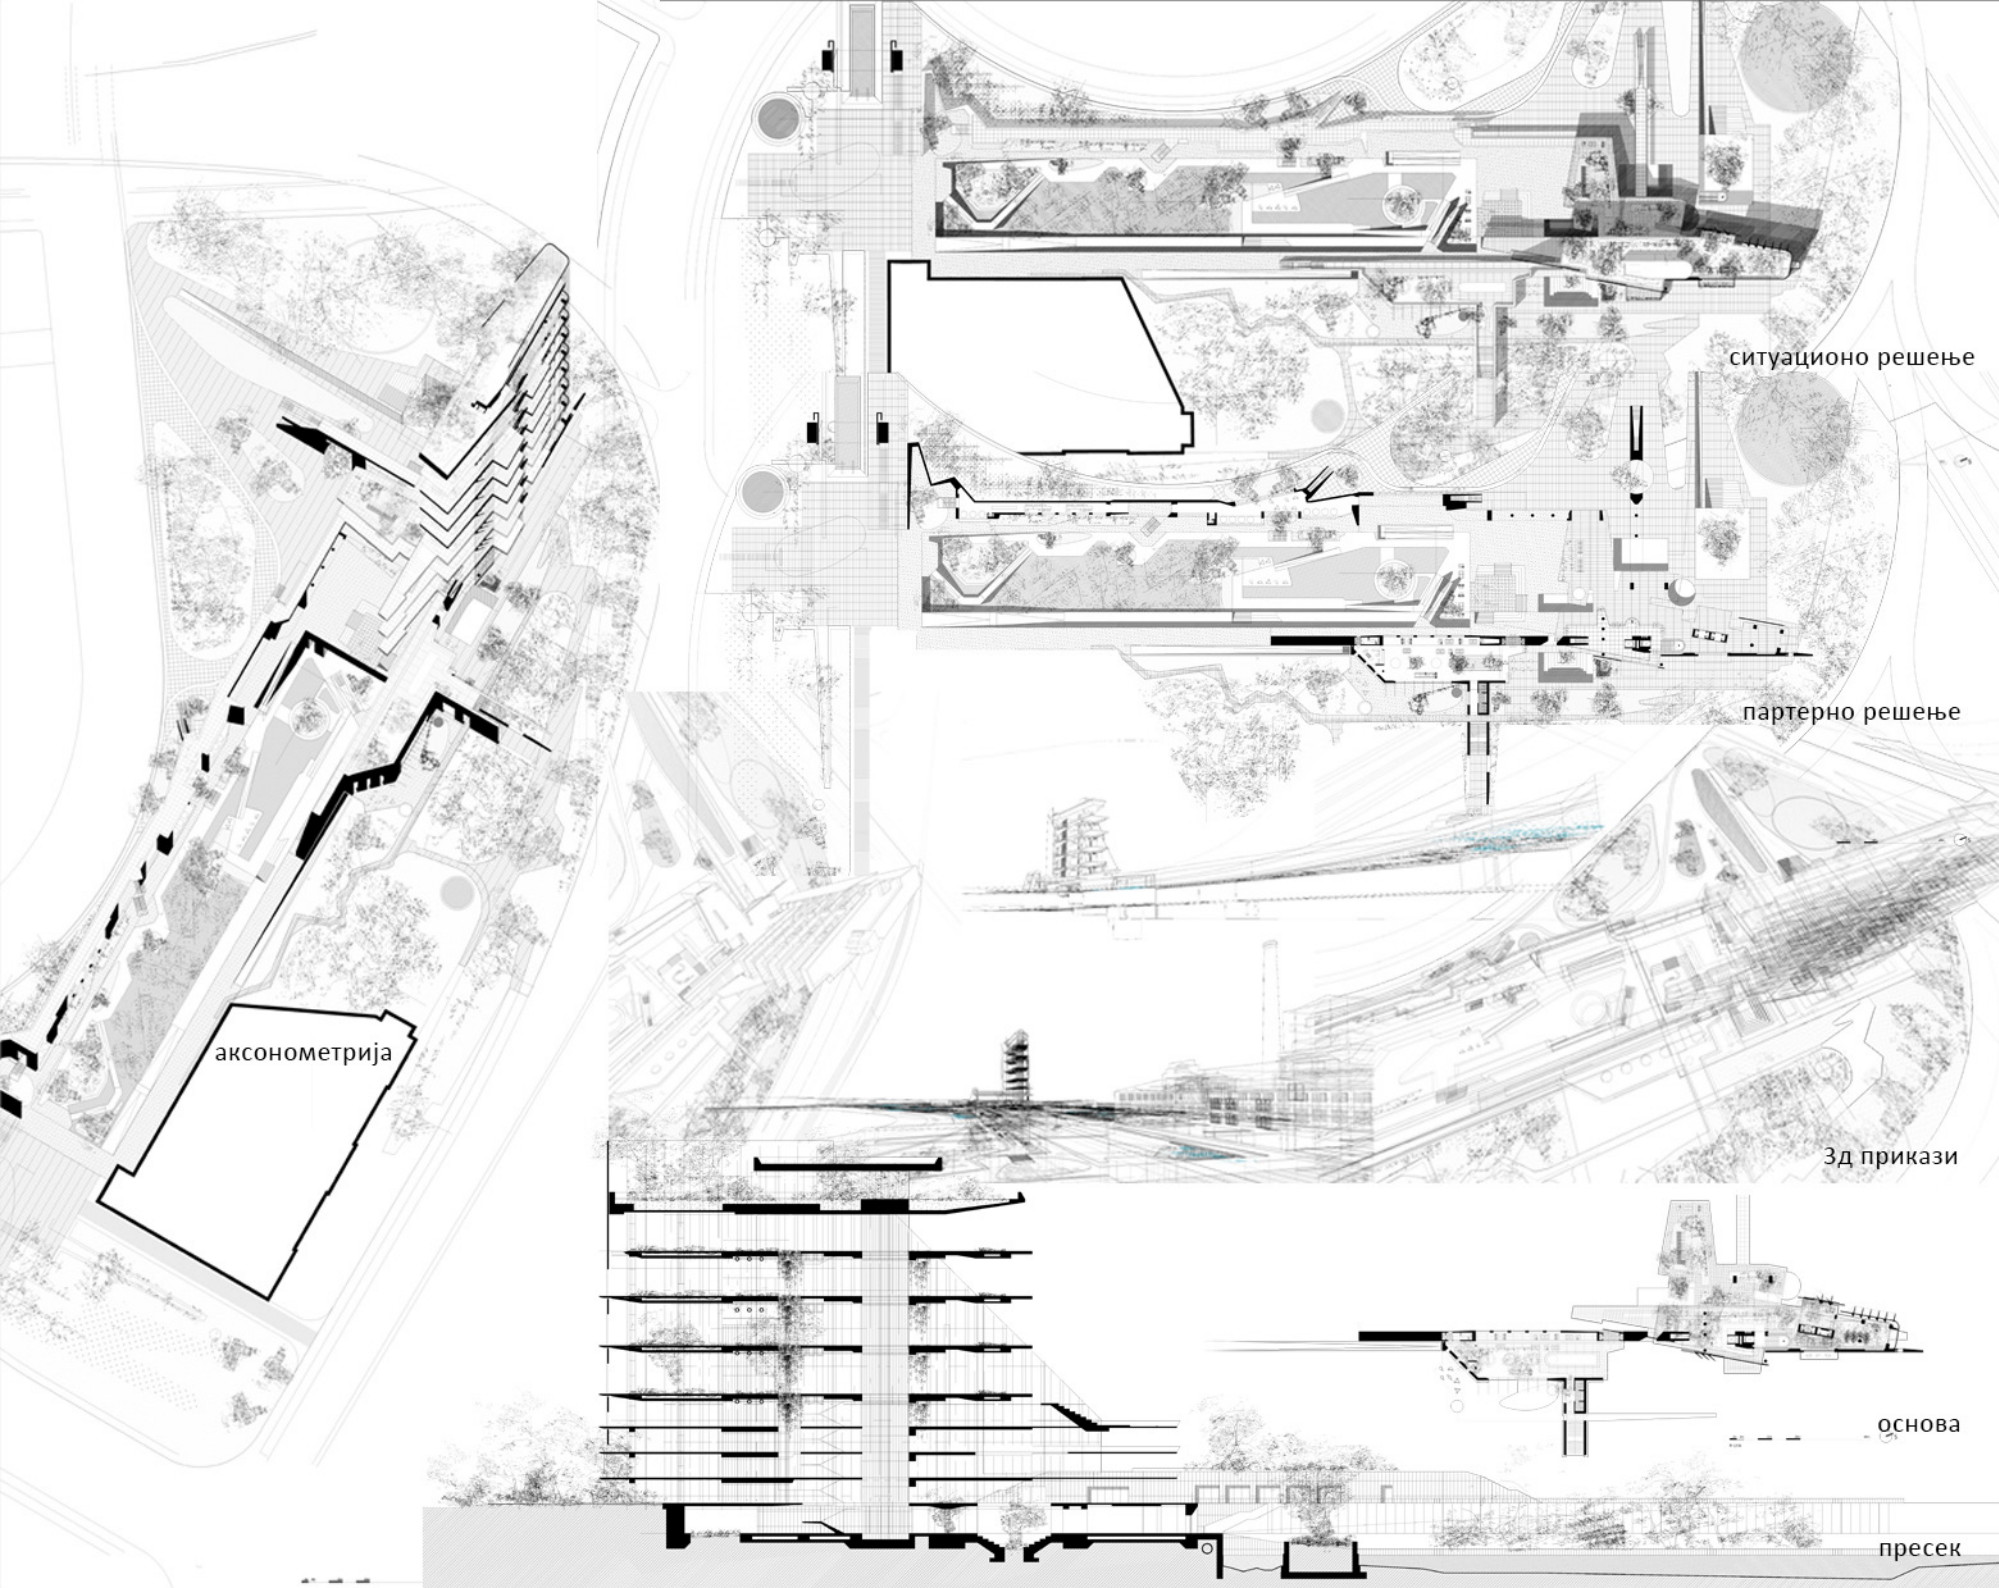 ситуационо решење
партерно решење
аксонометрија
3д прикази
основа
пресек